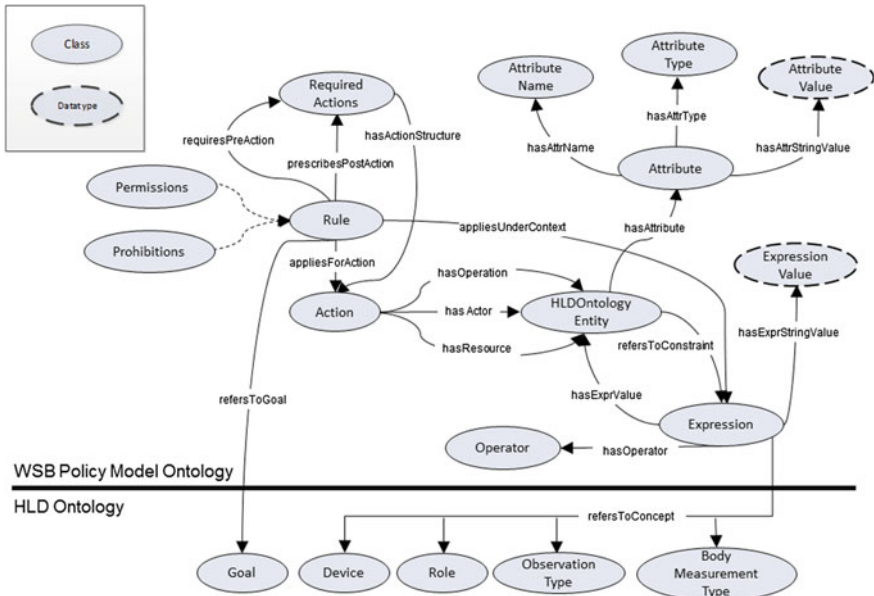 Class
Datatype
Required
Actions
Attribute
Name
Attribute
Type
Attribute
Value
requiresPreAction
hasActionStructure
prescribesPostAction
hasAttrName
hasAttrType
hasAttrStringValue
Attribute
Permissions
Prohibitions
Rule
appliesUnderContext
hasAttribute
appliesForAction
Expression
Value
hasOperation
Action
has Actor
HLDOntology
Entity
hasResource
refersToConstraint
hasExprStringValue
refersToGoal
hasExprValue
Expression
Operator
hasOperator
WSB Policy Model Ontology
HLD Ontology
refersToConcept
Goal
Device
Role
Observation
Type
Body
Measurement
Type